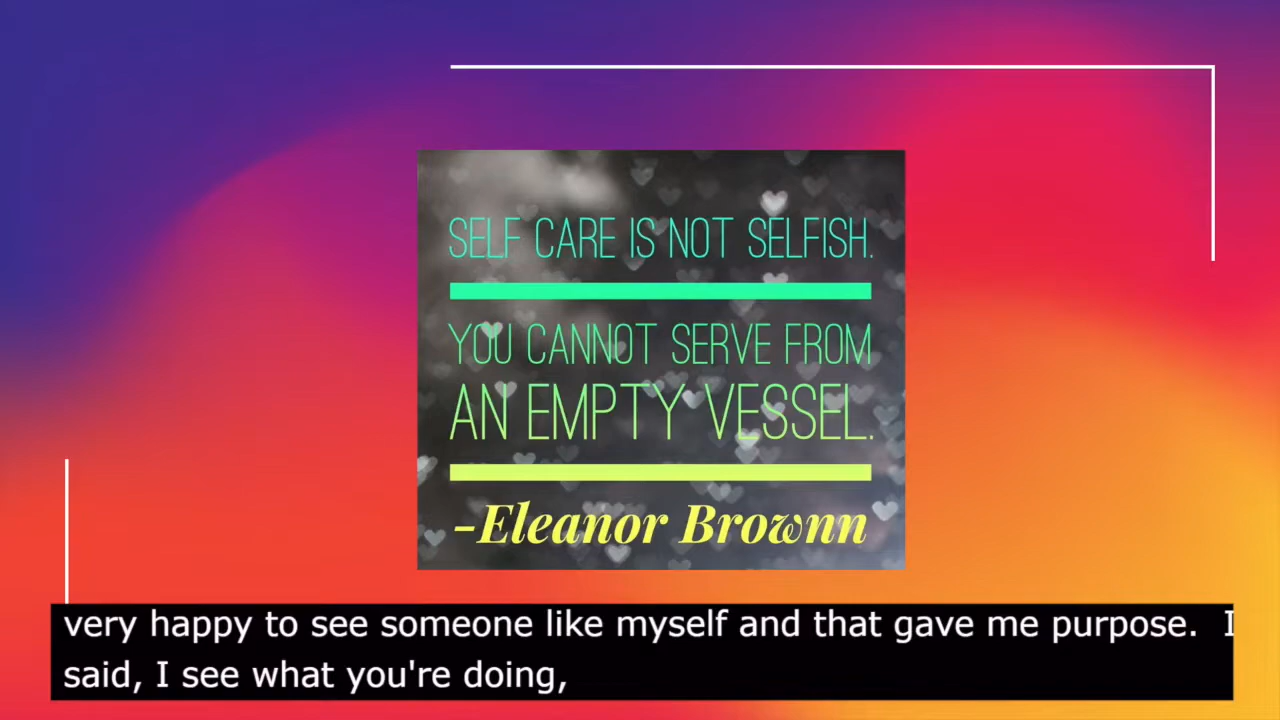 SELF CARE IS NOT SELFISH.
YOU CANNOT SERVE FROM
AN EMPTY VESSEL.
-Eleanor Brownn
very happy to see someone like myself and that gave me purpose.  I
said, I see what you're doing,